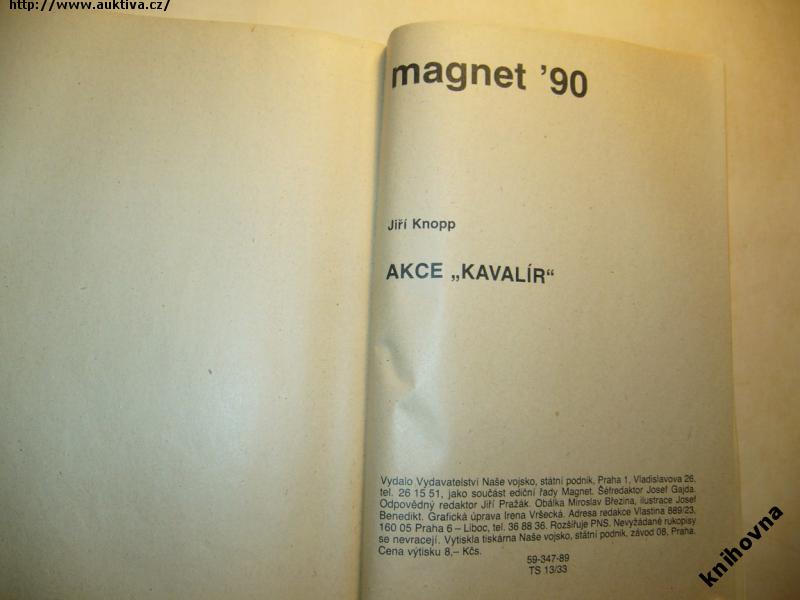 http://www.auktiva.cz/
magnet ’90
Jiří Knopp
AKCE „KAVALÍR“
Vydalo Vydavatelství Naše vojsko, státní podnik, Praha 1, Vladislavova 26,
tel. 26 15 51, jako součást ediční řady Magnet. Šéfredaktor Josef Gajda.
Odpovědný redaktor Jiří Pražák. Obálka Miroslav Březina, ilustrace Josef
Benedikt. Grafická úprava Irena Vršecká. Adresa redakce Vlastina 889/23,
160 05 Praha 6 – Liboc, tel. 36 88 36. Rozšiřuje PNS. Nevyžádané rukopisy
se nevracejí. Vytiskla tiskárna Naše vojsko, státní podnik, závod 08, Praha.
Cena výtisku 8,– Kčs.
59-347-89
TS 13/33
knihovna